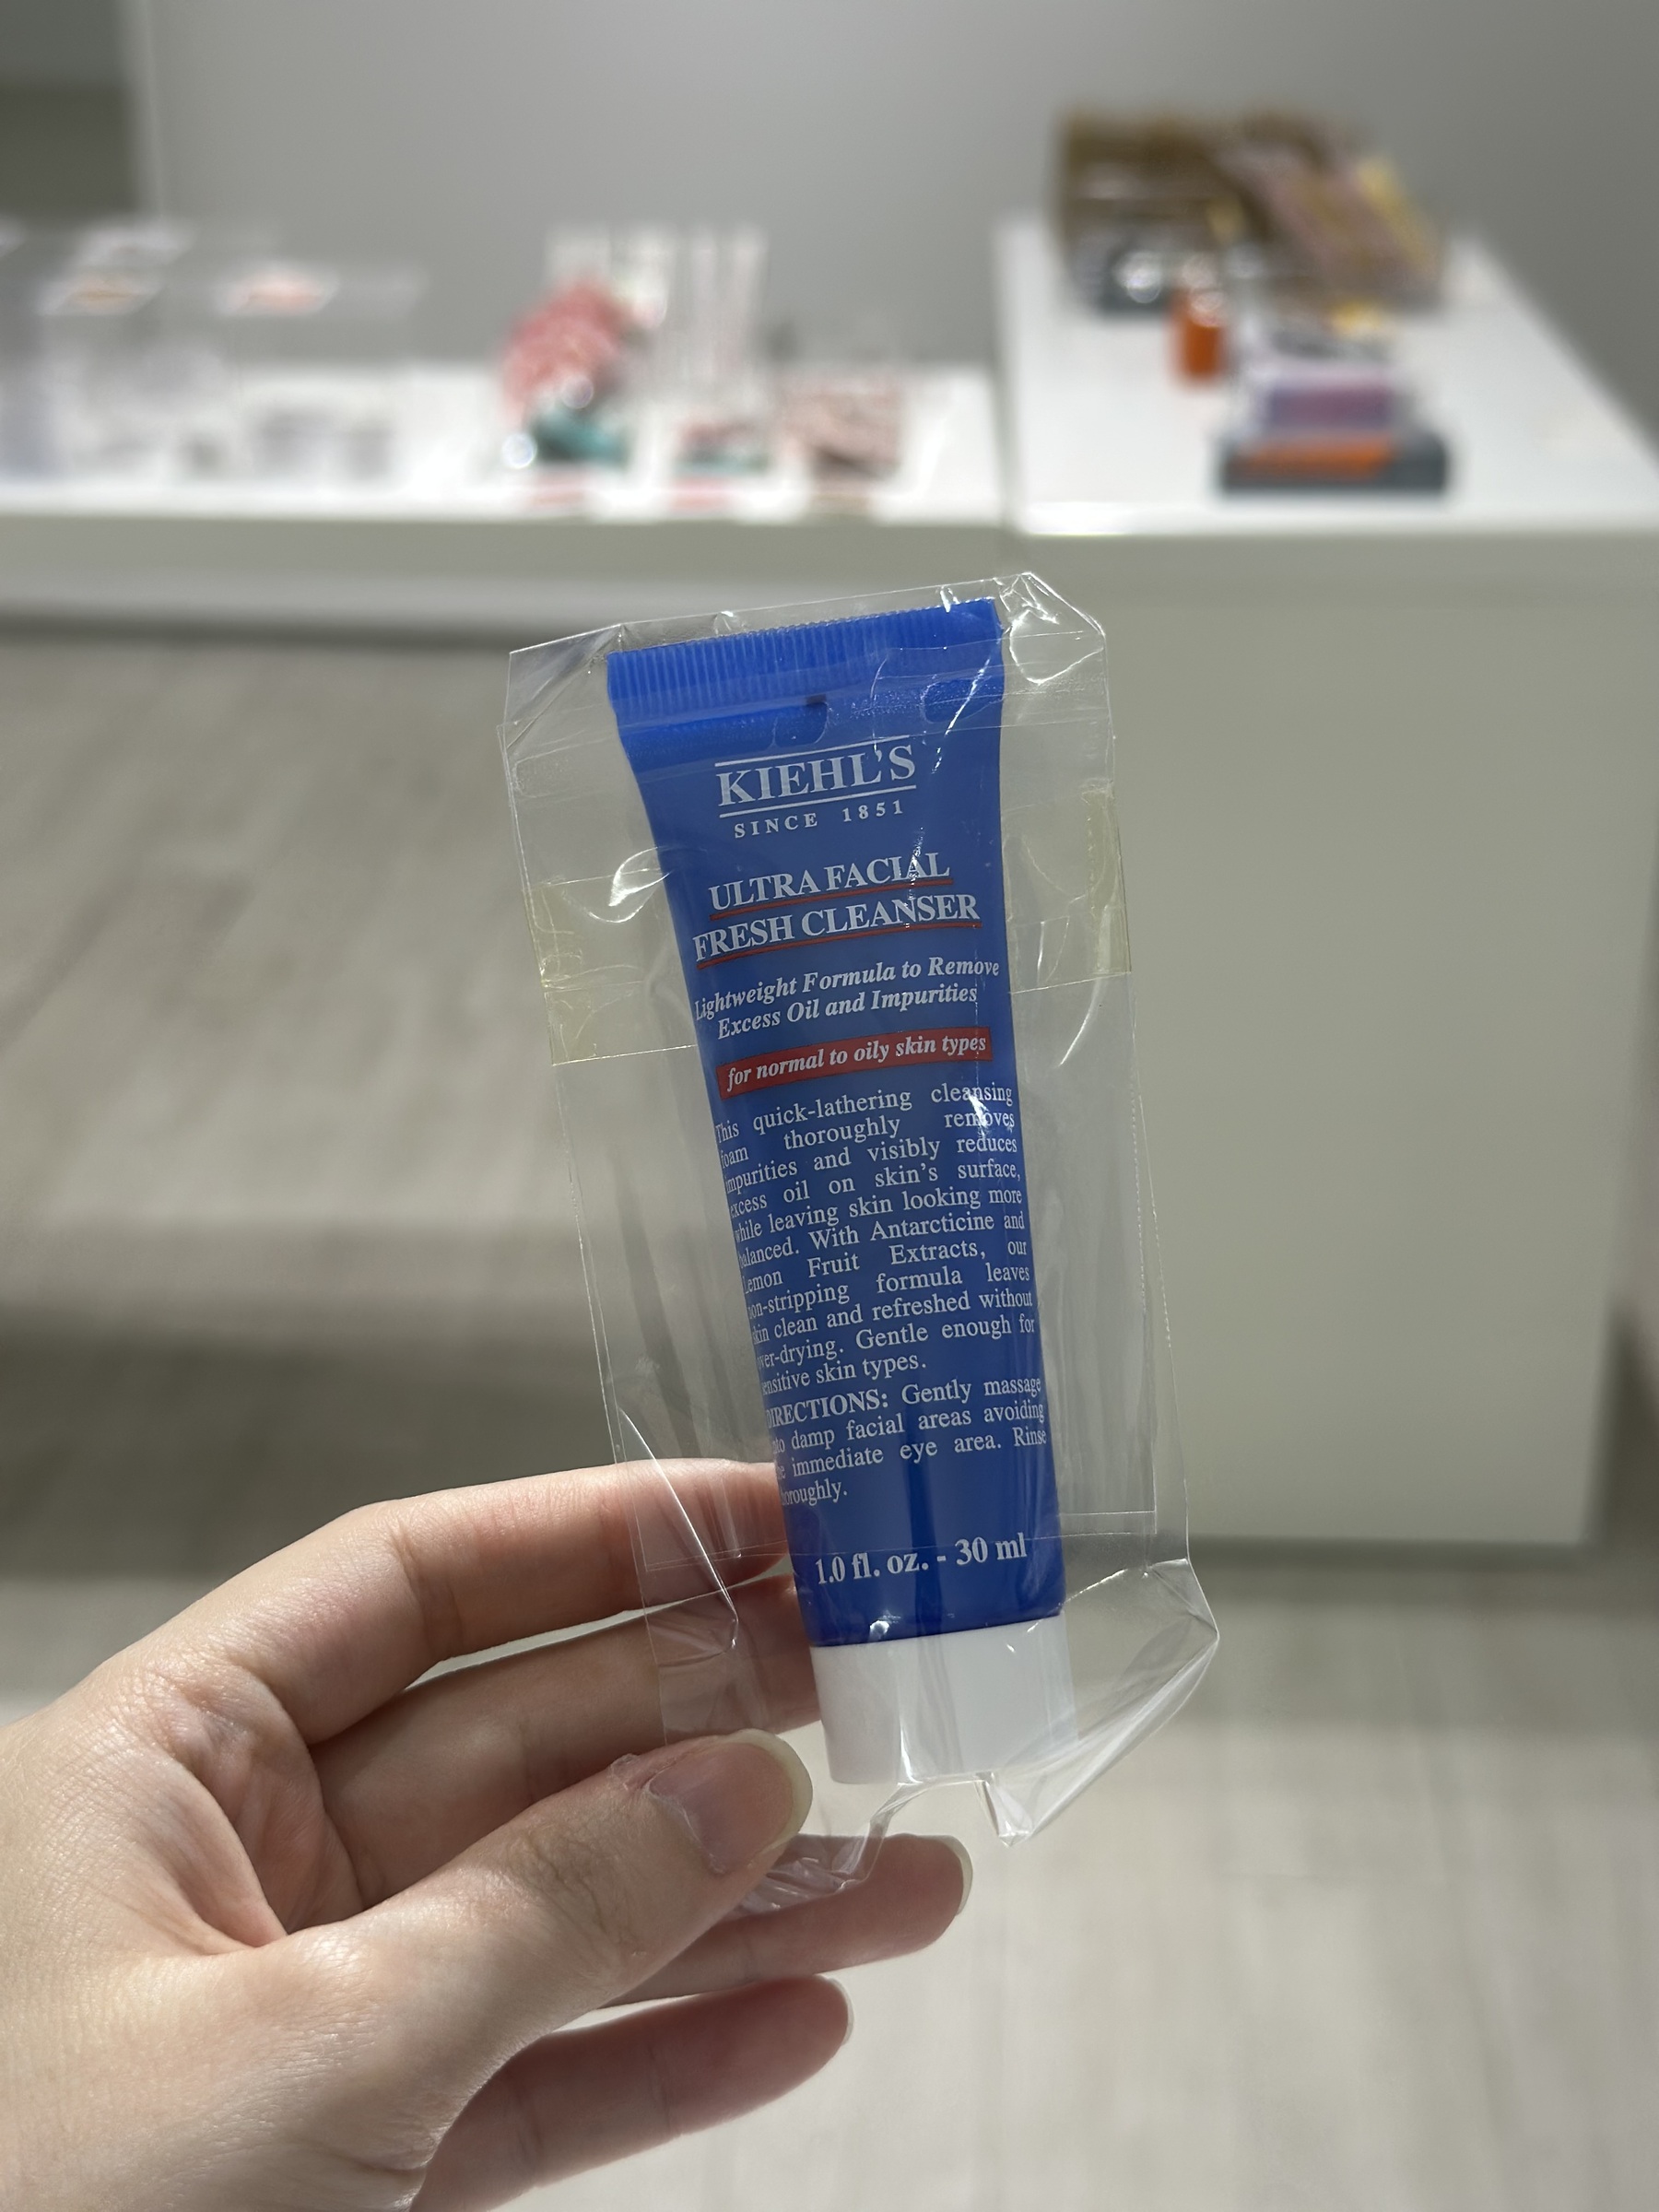 KIEHL'S
SINCE 1851
ULTRA FACIAL
FRESH CLEANSER
Lightweight Formula to Remove
Excess Oil and Impurities
for normal to oily skin types
This quick-lathering cleansing
foam thoroughly removes
impurities and visibly reduces
excess oil on skin's surface,
while leaving skin looking more
balanced. With Antarcticine and
Lemon Fruit Extracts, our
non-stripping formula leaves
skin clean and refreshed without
over-drying. Gentle enough for
sensitive skin types.
DIRECTIONS: Gently massage
into damp facial areas avoiding
the immediate eye area. Rinse
thoroughly.
1.0 fl. oz. - 30 ml